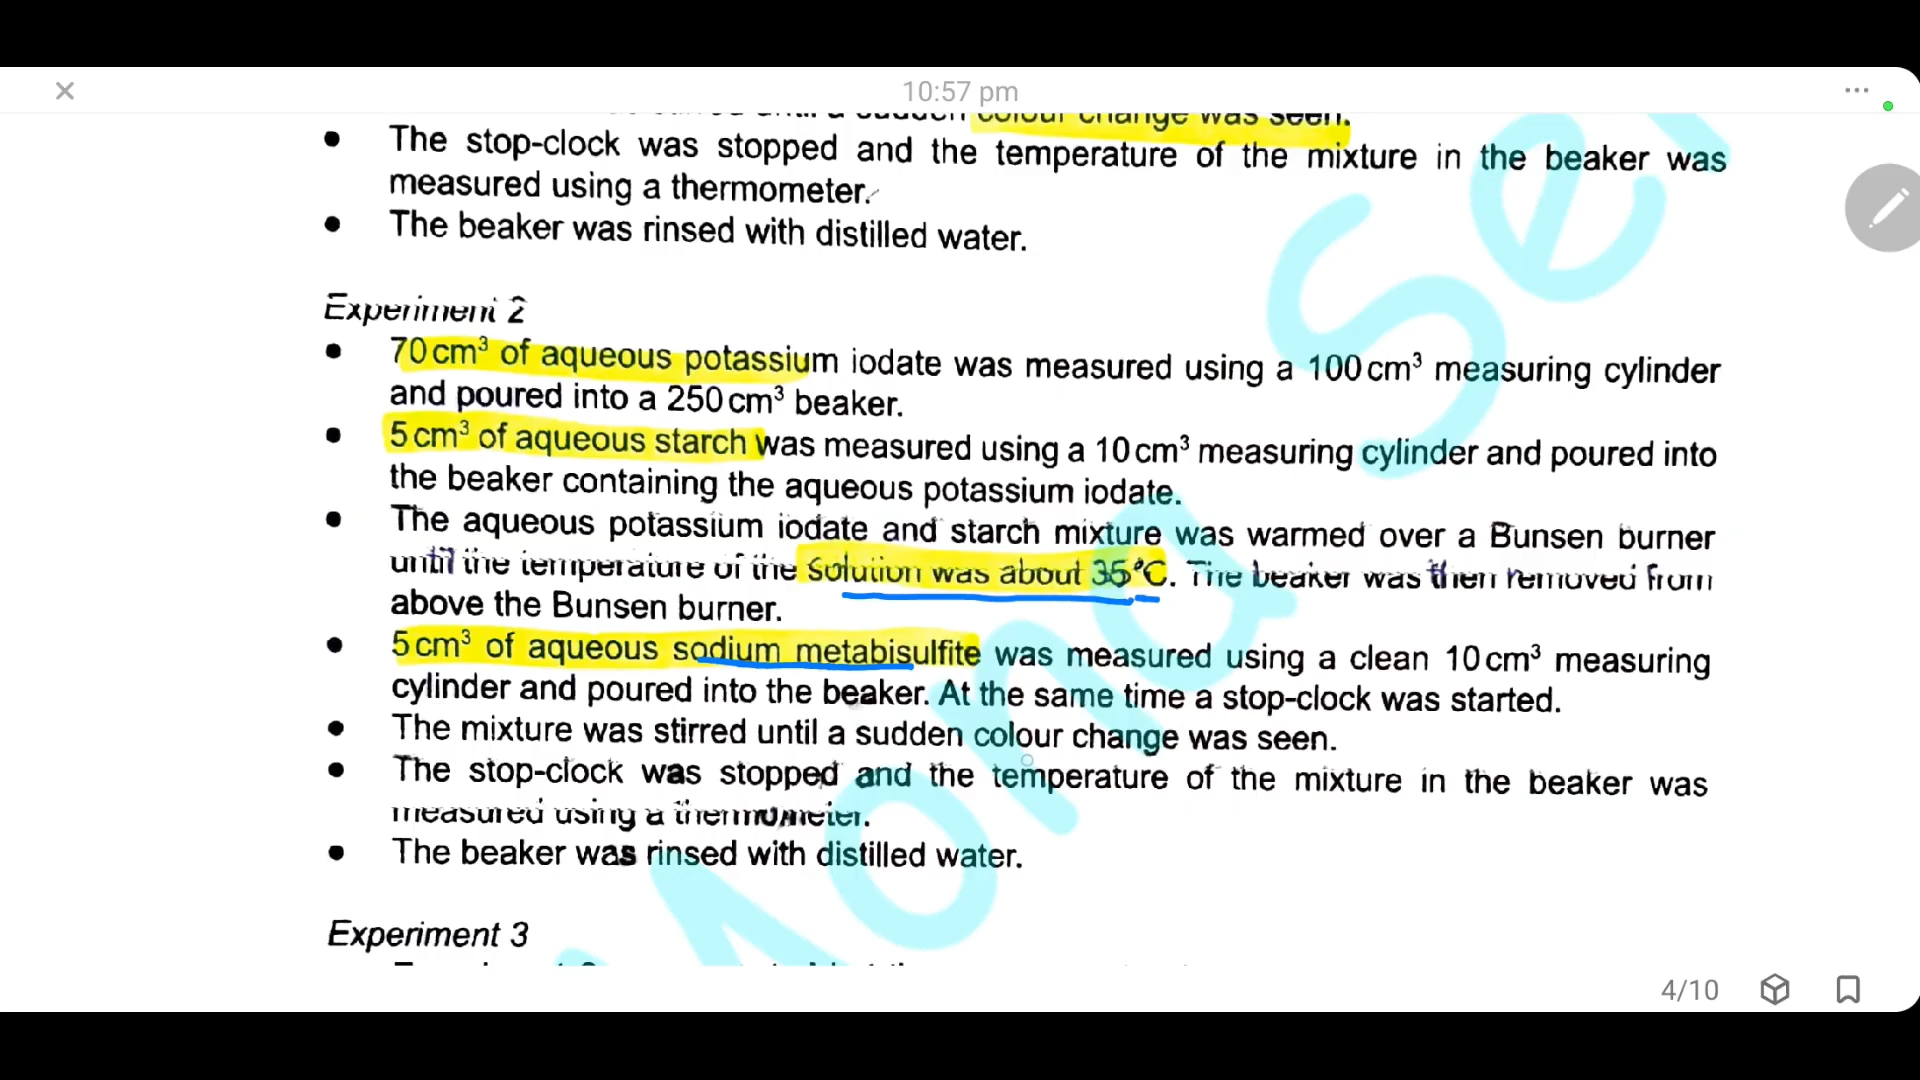 10:57 pm
colour change was seen.
• The stop-clock was stopped and the temperature of the mixture in the beaker was
measured using a thermometer.
• The beaker was rinsed with distilled water.
Experiment 2
• 70 cm³ of aqueous potassium iodate was measured using a 100 cm³ measuring cylinder
and poured into a 250 cm³ beaker.
• 5 cm³ of aqueous starch was measured using a 10 cm³ measuring cylinder and poured into
the beaker containing the aqueous potassium iodate.
• The aqueous potassium iodate and starch mixture was warmed over a Bunsen burner
until the temperature of the solution was about 35 °C. The beaker was then removed from
above the Bunsen burner.
• 5 cm³ of aqueous sodium metabisulfite was measured using a clean 10 cm³ measuring
cylinder and poured into the beaker. At the same time a stop-clock was started.
• The mixture was stirred until a sudden colour change was seen.
• The stop-clock was stopped and the temperature of the mixture in the beaker was
measured using a thermometer.
• The beaker was rinsed with distilled water.
Experiment 3
4/10